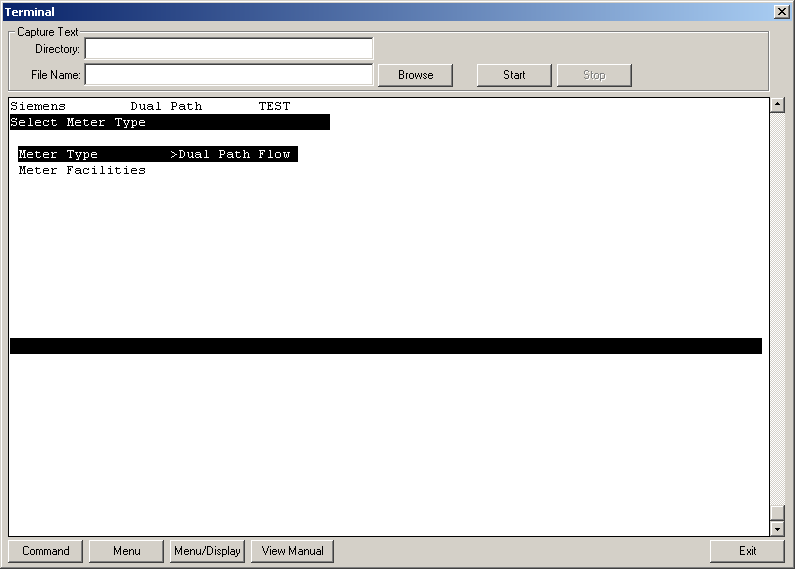 Terminal
Capture Text
Directory:
File Name: Browse Start Stop
Siemens Dual Path TEST
Select Meter Type
Meter Type >Dual Path Flow
Meter Facilities
Command Menu Menu/Display View Manual Exit